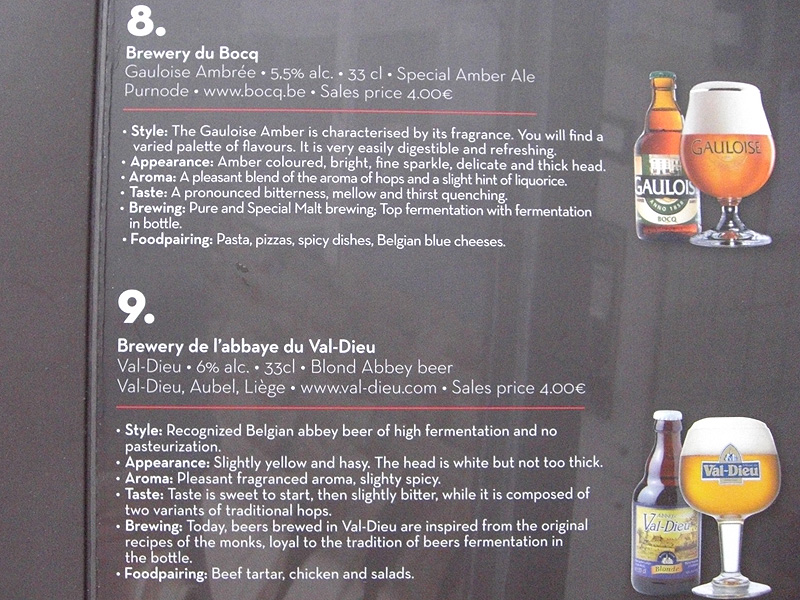 8.
Brewery du Bocq
Gauloise Ambrée • 5,5% alc. • 33 cl • Special Amber Ale
Purnode • www.bocq.be • Sales price 4.00€
• Style: The Gauloise Amber is characterised by its fragrance. You will find a
varied palette of flavours. It is very easily digestible and refreshing.
• Appearance: Amber coloured, bright, fine sparkle, delicate and thick head.
• Aroma: A pleasant blend of the aroma of hops and a slight hint of liquorice.
• Taste: A pronounced bitterness, mellow and thirst quenching.
• Brewing: Pure and Special Malt brewing; Top fermentation with fermentation
in bottle.
• Foodpairing: Pasta, pizzas, spicy dishes, Belgian blue cheeses.
GAULOIS
ANNO 1858
BOCQ
GAULOISE
9.
Brewery de l'abbaye du Val-Dieu
Val-Dieu • 6% alc. • 33cl • Blond Abbey beer
Val-Dieu, Aubel, Liège • www.val-dieu.com • Sales price 4.00€
• Style: Recognized Belgian abbey beer of high fermentation and no
pasteurization.
• Appearance: Slightly yellow and hasy. The head is white but not too thick.
• Aroma: Pleasant fragranced aroma, slighty spicy.
• Taste: Taste is sweet to start, then slightly bitter, while it is composed of
two variants of traditional hops.
• Brewing: Today, beers brewed in Val-Dieu are inspired from the original
recipes of the monks, loyal to the tradition of beers fermentation in
the bottle.
• Foodpairing: Beef tartar, chicken and salads.
Val-Dieu
Blonde
Val-Dieu